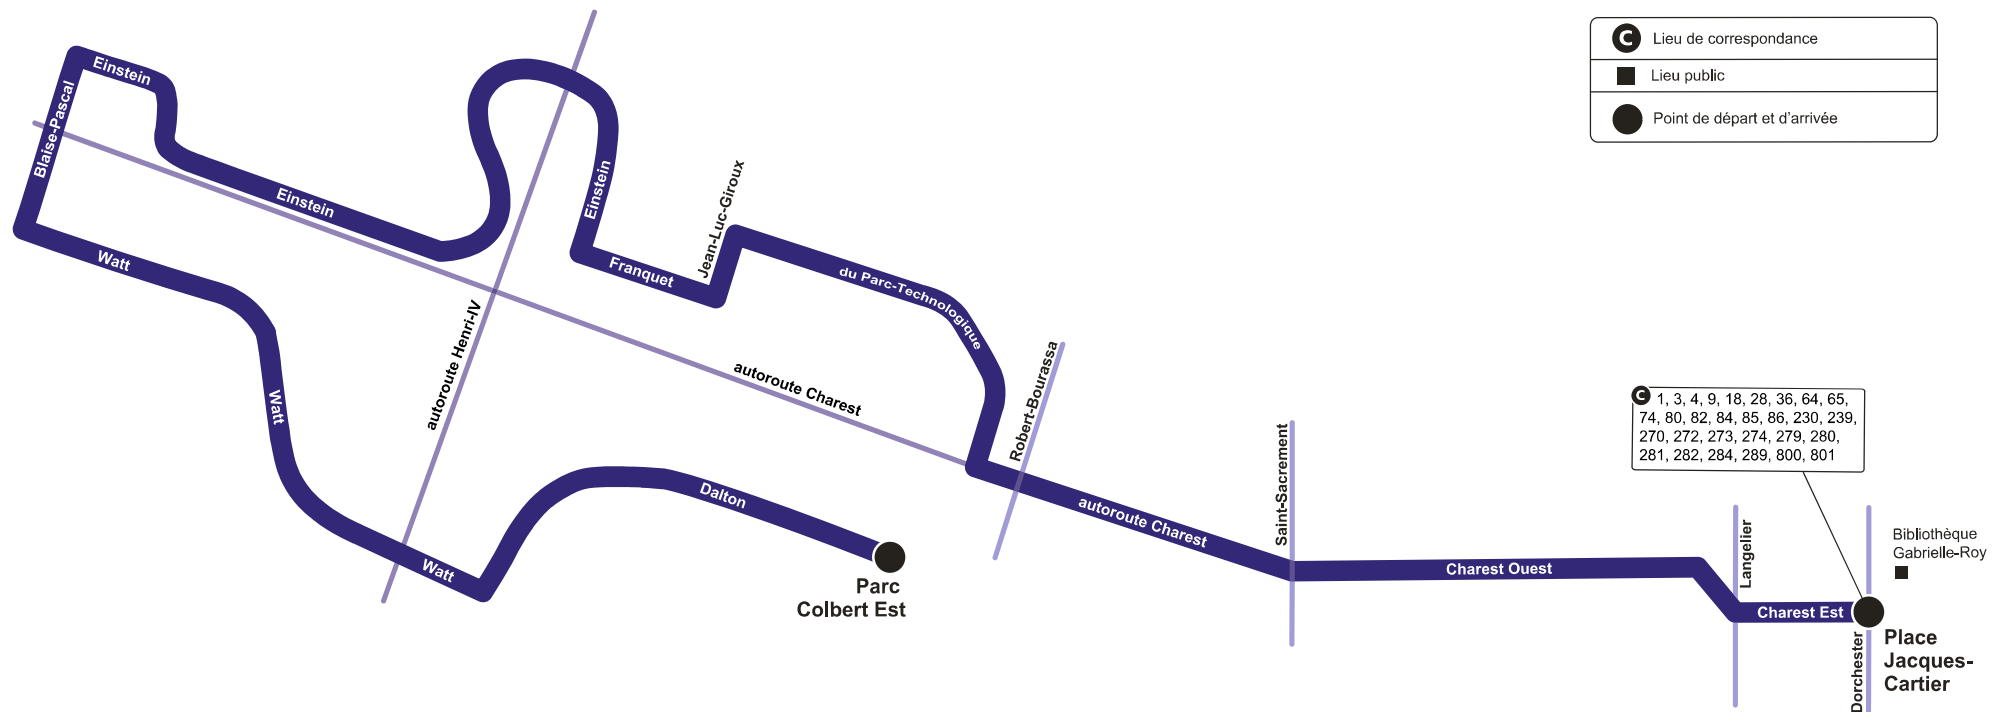 C Lieu de correspondance
Lieu public
Point de départ et d'arrivée
Einstein
Blaise-Pascal
Einstein
Watt
Watt
Watt
autoroute Henri-IV
Einstein
Franquet
Jean-Luc-Giroux
du Parc-Technologique
autoroute Charest
Robert-Bourassa
Dalton
Parc
Colbert Est
autoroute Charest
Saint-Sacrement
Charest Ouest
Langelier
Charest Est
C 1, 3, 4, 9, 18, 28, 36, 64, 65,
74, 80, 82, 84, 85, 86, 230, 239,
270, 272, 273, 274, 279, 280,
281, 282, 284, 289, 800, 801
Bibliothèque
Gabrielle-Roy
Dorchester
Place
Jacques-
Cartier